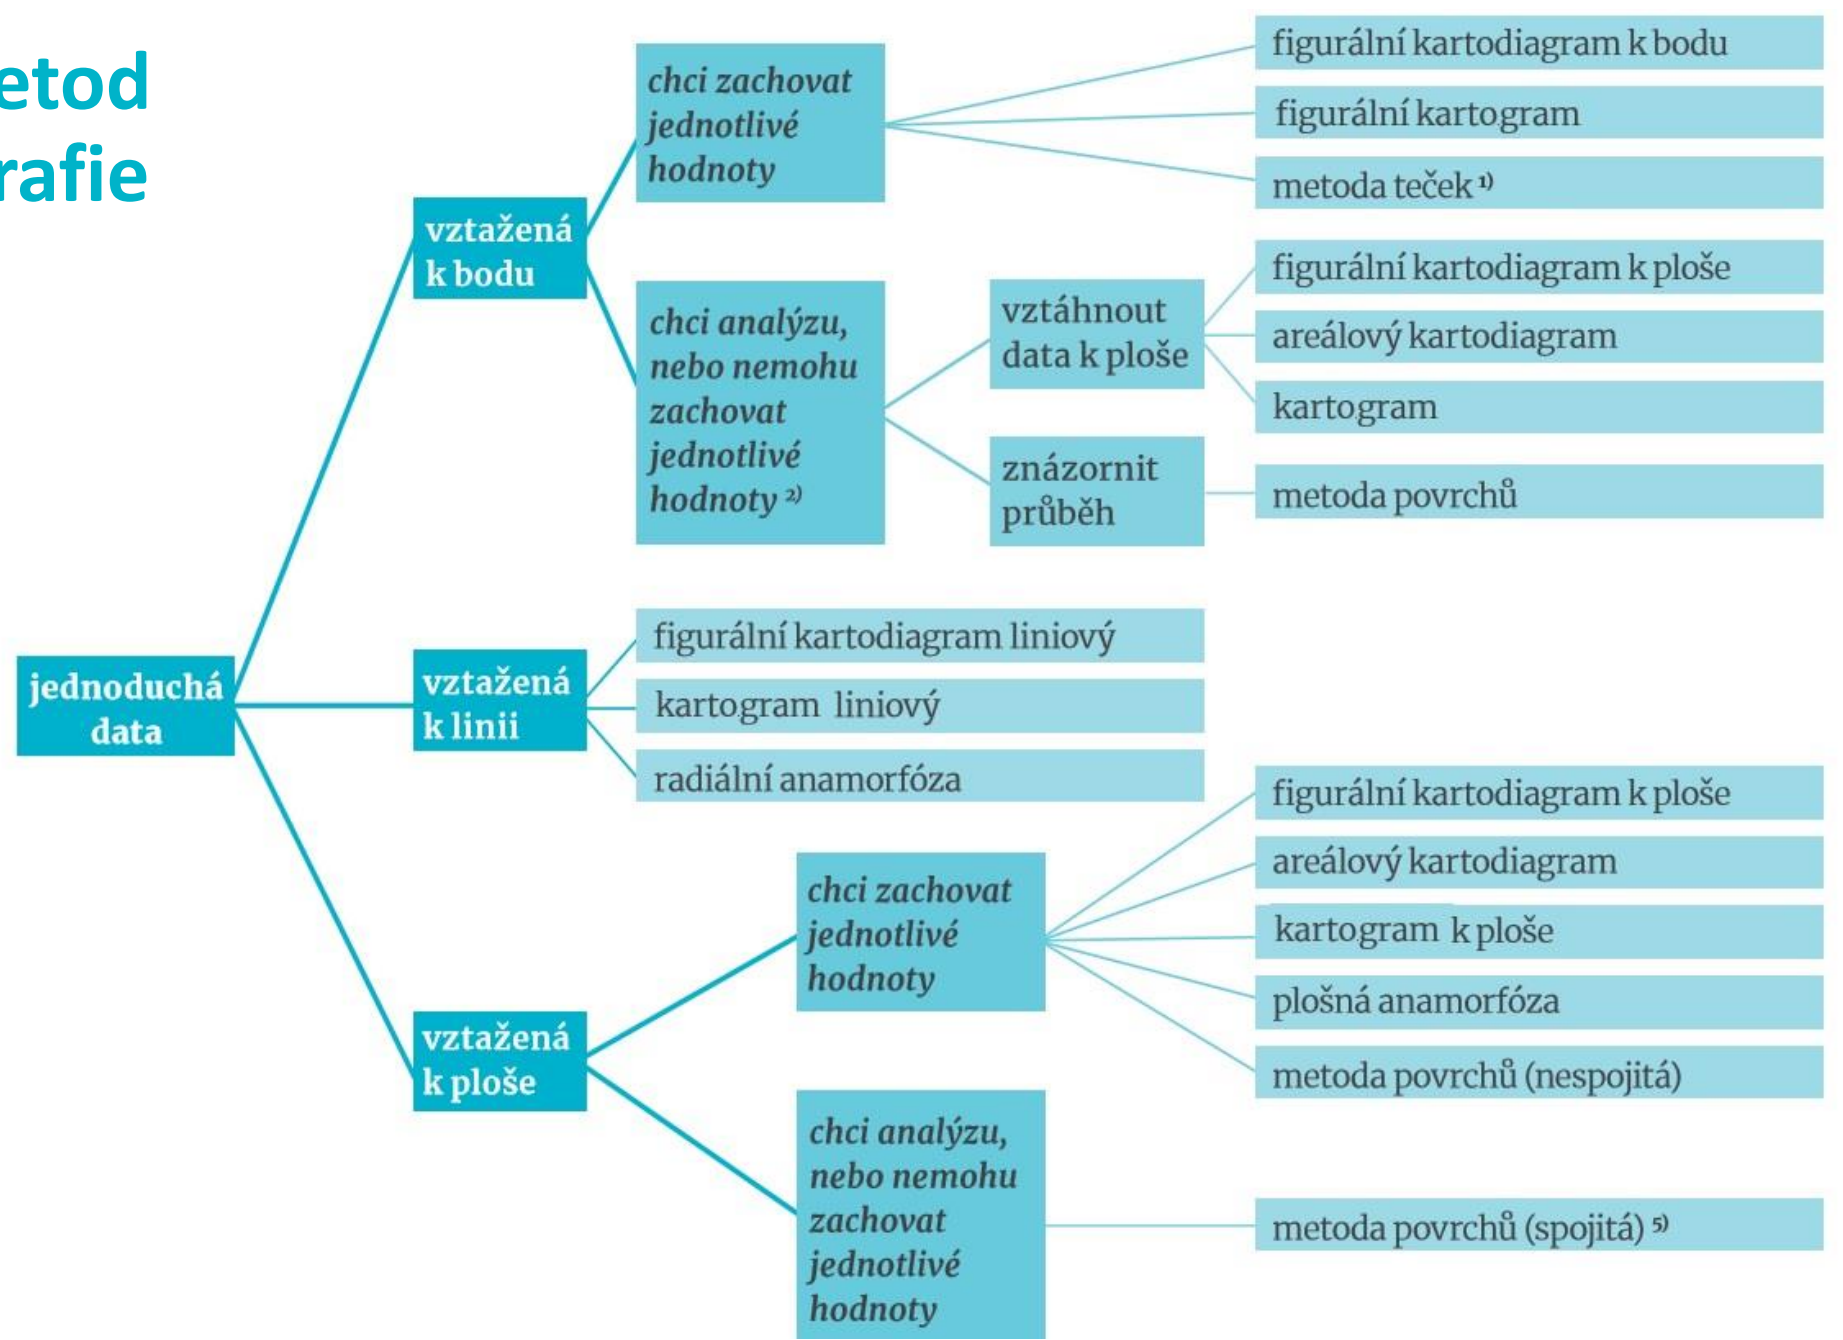 etod
rafie
jednoduchá
data
vztažená
k bodu
chci zachovat
jednotlivé
hodnoty
figurální kartodiagram k bodu
figurální kartogram
metoda teček ¹⁾
chci analýzu,
nebo nemohu
zachovat
jednotlivé
hodnoty ²⁾
vztáhnout
data k ploše
figurální kartodiagram k ploše
areálový kartodiagram
kartogram
znázornit
průběh
metoda povrchů
vztažená
k linii
figurální kartodiagram liniový
kartogram liniový
radiální anamorfóza
vztažená
k ploše
chci zachovat
jednotlivé
hodnoty
figurální kartodiagram k ploše
areálový kartodiagram
kartogram k ploše
plošná anamorfóza
metoda povrchů (nespojitá)
chci analýzu,
nebo nemohu
zachovat
jednotlivé
hodnoty
metoda povrchů (spojitá) ⁵⁾